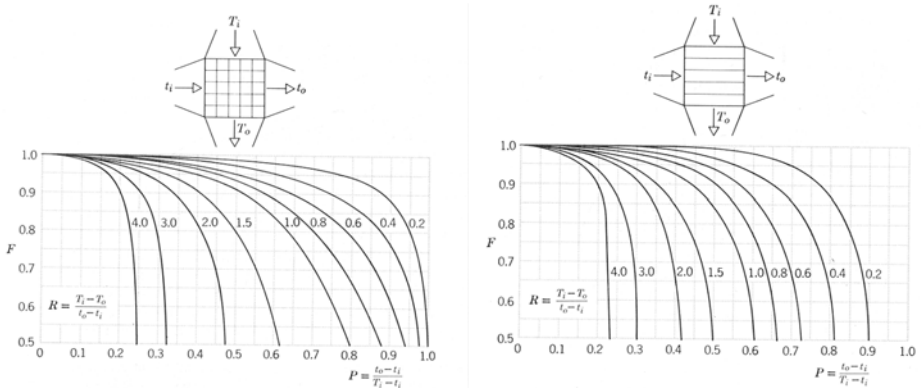 T_i
t_i
t_o
T_o
1.0
0.9
0.8
F
0.7
0.6
0.5
4.0 3.0 2.0 1.5 1.0 0.8 0.6 0.4 0.2
R = \frac{T_i - T_o}{t_o - t_i}
0 0.1 0.2 0.3 0.4 0.5 0.6 0.7 0.8 0.9 1.0
P = \frac{t_o - t_i}{T_i - t_i}
T_i
t_i
t_o
T_o
1.0
0.9
0.8
F
0.7
0.6
0.5
4.0 3.0 2.0 1.5 1.0 0.8 0.6 0.4 0.2
R = \frac{T_i - T_o}{t_o - t_i}
0 0.1 0.2 0.3 0.4 0.5 0.6 0.7 0.8 0.9 1.0
P = \frac{t_o - t_i}{T_i - t_i}